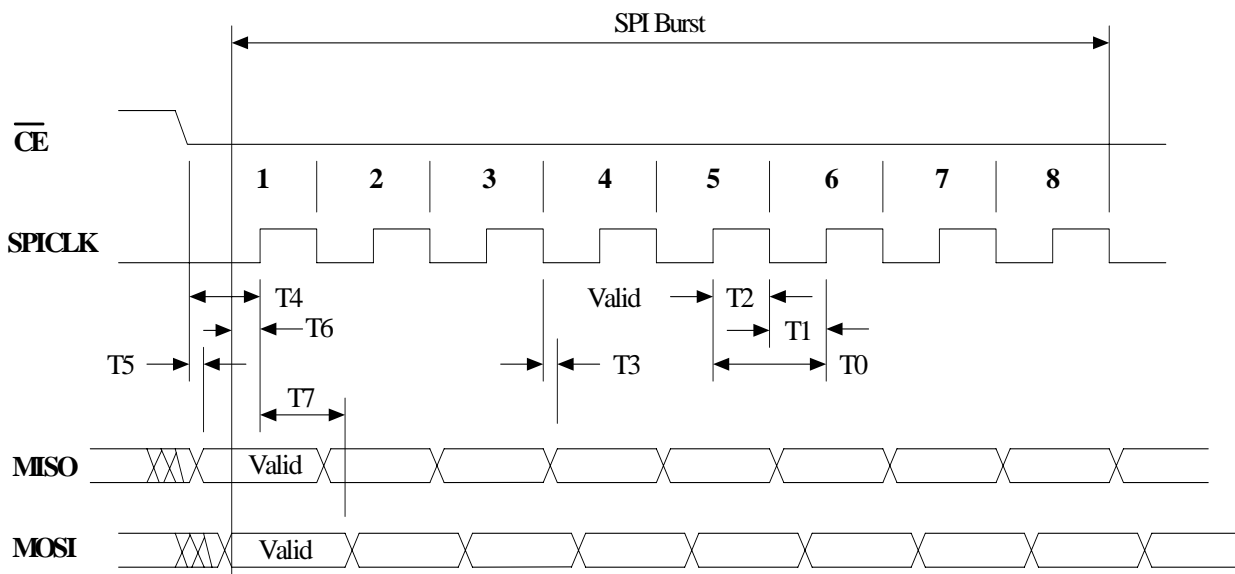 SPI Burst
CE
1 2 3 4 5 6 7 8
SPICLK
T4 Valid T2
T6 T1
T5 T3 T0
T7
MISO Valid
MOSI Valid